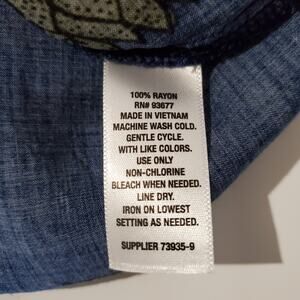 100% RAYON
RN# 93677
MADE IN VIETNAM
MACHINE WASH COLD.
GENTLE CYCLE.
WITH LIKE COLORS.
USE ONLY
NON-CHLORINE
BLEACH WHEN NEEDED.
LINE DRY.
IRON ON LOWEST
SETTING AS NEEDED.
SUPPLIER 73935-9